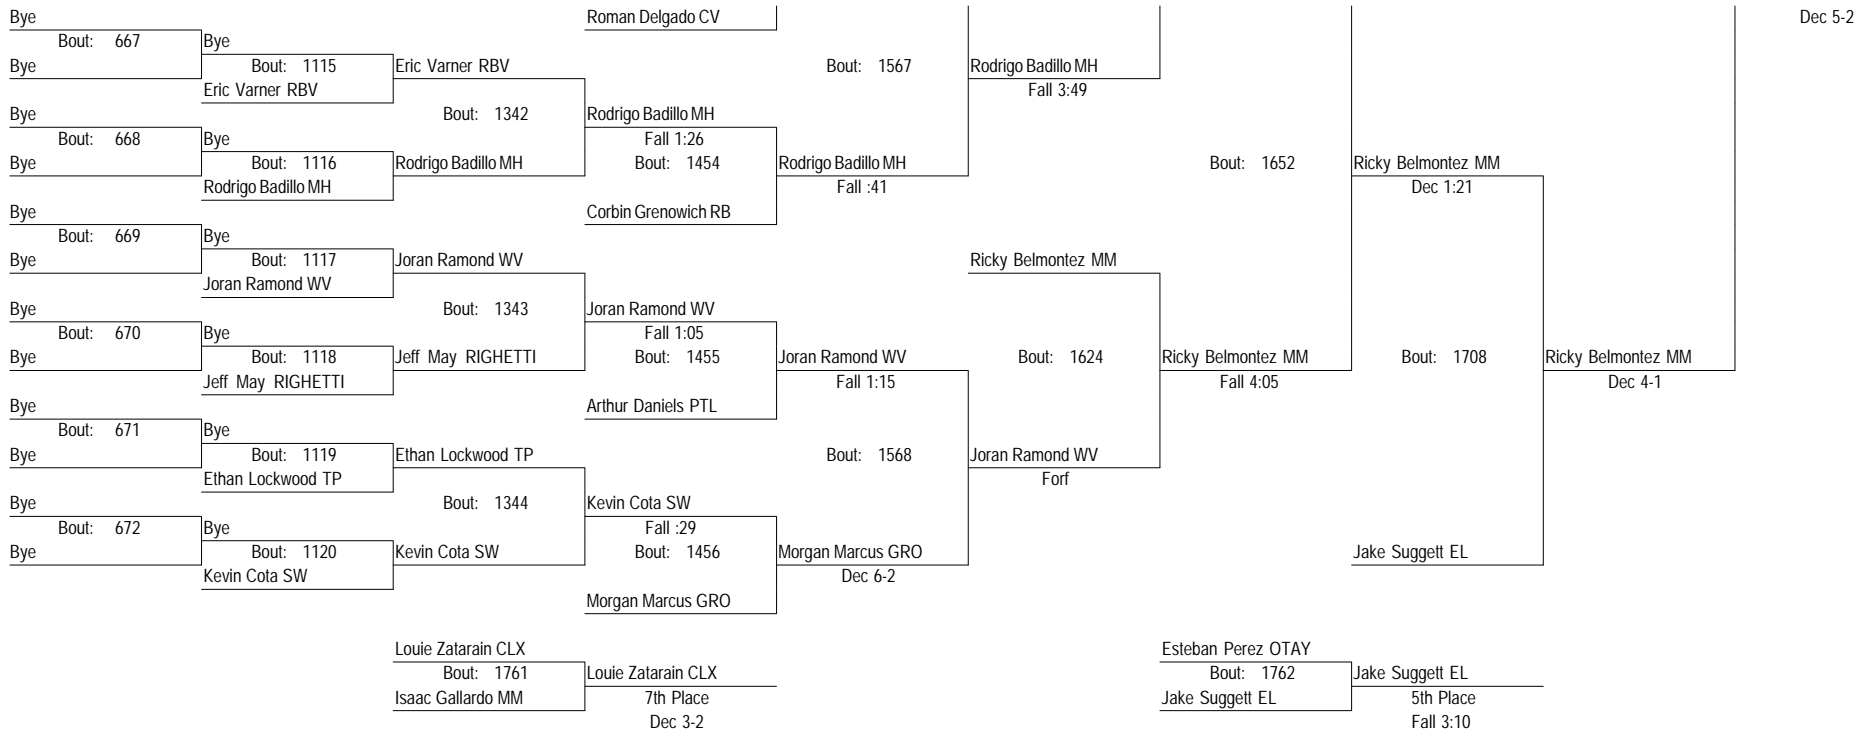 Bye
Roman Delgado CV
Dec 5-2
Bout: 667
Bye
Bye
Bout: 1115
Eric Varner RBV
Bout: 1567
Rodrigo Badillo MH
Eric Varner RBV
Fall 3:49
Bye
Bout: 1342
Rodrigo Badillo MH
Bout: 668
Bye
Fall 1:26
Bye
Bout: 1116
Rodrigo Badillo MH
Bout: 1454
Rodrigo Badillo MH
Bout: 1652
Ricky Belmontez MM
Rodrigo Badillo MH
Fall :41
Dec 1:21
Bye
Corbin Grenowich RB
Bout: 669
Bye
Bye
Bout: 1117
Joran Ramond WV
Ricky Belmontez MM
Joran Ramond WV
Bye
Bout: 1343
Joran Ramond WV
Bout: 670
Bye
Fall 1:05
Bye
Bout: 1118
Jeff May RIGHETTI
Bout: 1455
Joran Ramond WV
Bout: 1624
Ricky Belmontez MM
Bout: 1708
Ricky Belmontez MM
Jeff May RIGHETTI
Fall 1:15
Fall 4:05
Dec 4-1
Bye
Arthur Daniels PTL
Bout: 671
Bye
Bye
Bout: 1119
Ethan Lockwood TP
Bout: 1568
Joran Ramond WV
Ethan Lockwood TP
Forf
Bye
Bout: 1344
Kevin Cota SW
Bout: 672
Bye
Fall :29
Bye
Bout: 1120
Kevin Cota SW
Bout: 1456
Morgan Marcus GRO
Jake Suggett EL
Kevin Cota SW
Dec 6-2
Morgan Marcus GRO
Louie Zatarain CLX
Esteban Perez OTAY
Bout: 1761
Louie Zatarain CLX
Bout: 1762
Jake Suggett EL
Isaac Gallardo MM
7th Place
Jake Suggett EL
5th Place
Dec 3-2
Fall 3:10